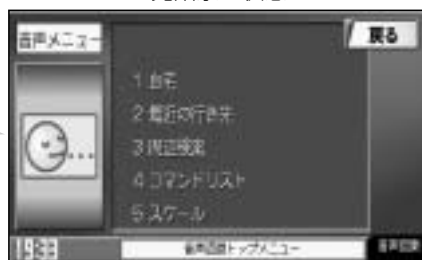 音声メニュー
戻る
1 自宅
2 最近の行き先
3 周辺検索
4 コマンドリスト
5 スケール
19:33
音声認識トップメニュー